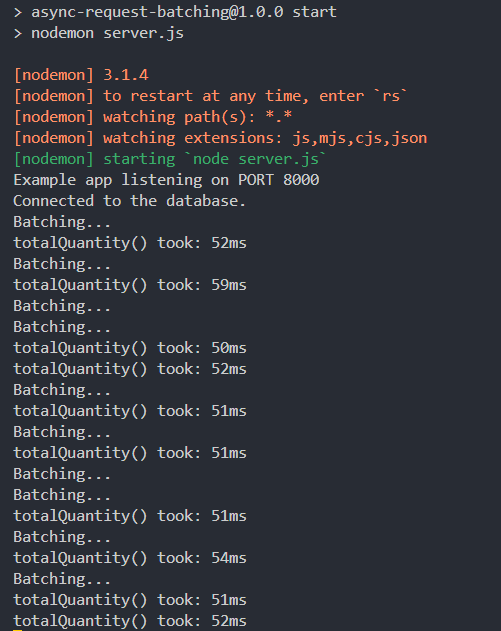 > async-request-batching@1.0.0 start
> nodemon server.js
[nodemon] 3.1.4
[nodemon] to restart at any time, enter `rs`
[nodemon] watching path(s): *.*
[nodemon] watching extensions: js,mjs,cjs,json
[nodemon] starting `node server.js`
Example app listening on PORT 8000
Connected to the database.
Batching...
totalQuantity() took: 52ms
Batching...
totalQuantity() took: 59ms
Batching...
Batching...
totalQuantity() took: 50ms
totalQuantity() took: 52ms
Batching...
totalQuantity() took: 51ms
Batching...
totalQuantity() took: 51ms
Batching...
Batching...
totalQuantity() took: 51ms
Batching...
totalQuantity() took: 54ms
Batching...
totalQuantity() took: 51ms
totalQuantity() took: 52ms